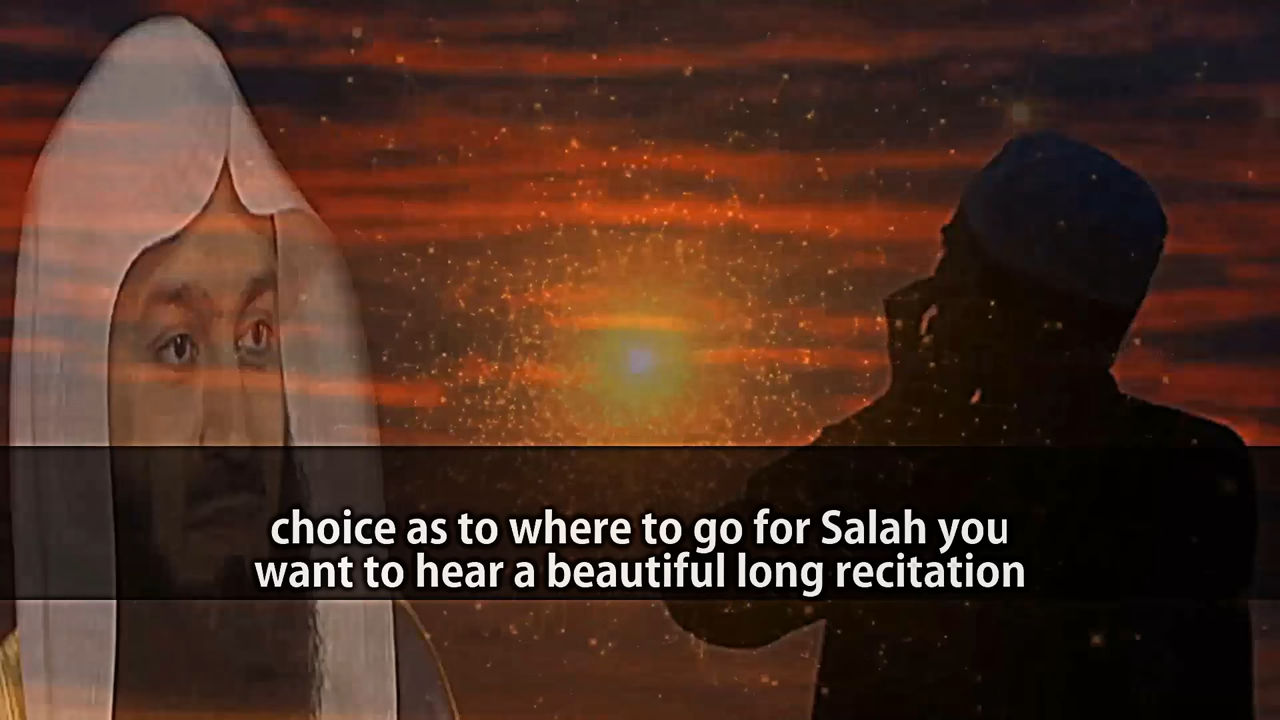 choice as to where to go for Salah you
want to hear a beautiful long recitation